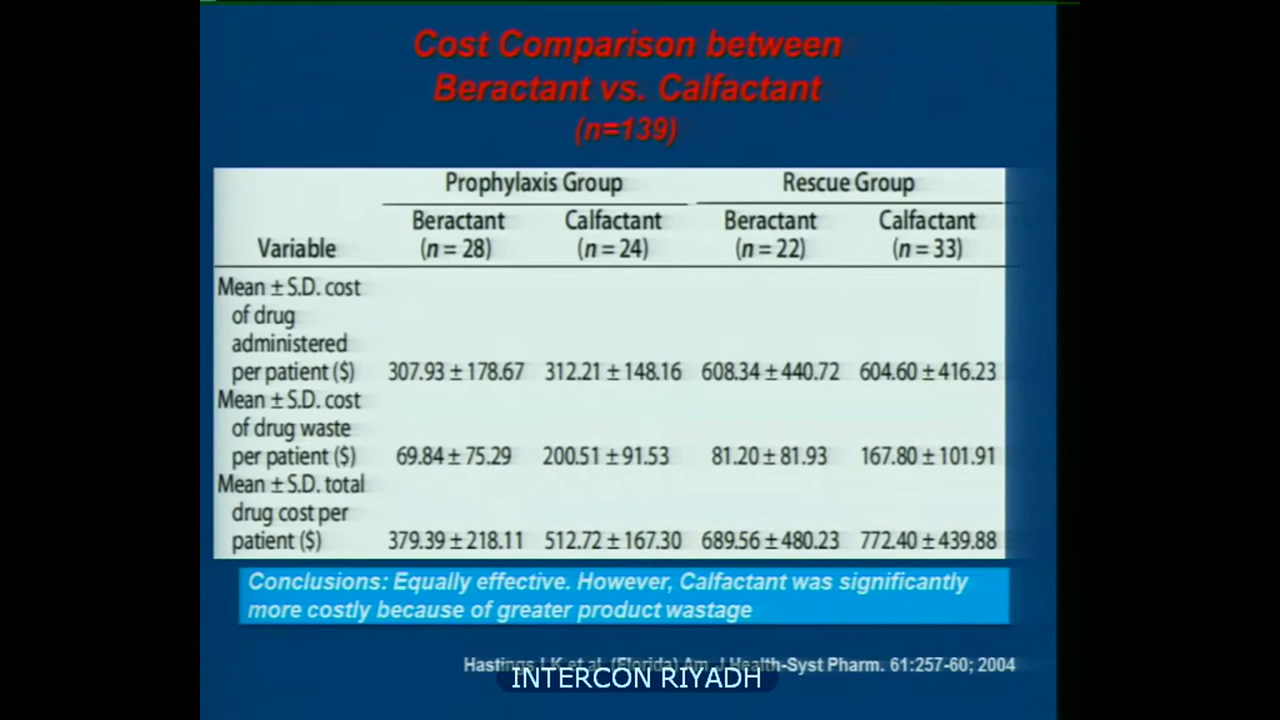 Cost Comparison between
Beractant vs. Calfactant
(n=139)
Prophylaxis Group Rescue Group
Beractant Calfactant Beractant Calfactant
Variable (n = 28) (n = 24) (n = 22) (n = 33)
Mean ± S.D. cost
of drug
administered
per patient ($) 307.93 ± 178.67 312.21 ± 148.16 608.34 ± 440.72 604.60 ± 416.23
Mean ± S.D. cost
of drug waste
per patient ($) 69.84 ± 75.29 200.51 ± 91.53 81.20 ± 81.93 167.80 ± 101.91
Mean ± S.D. total
drug cost per
patient ($) 379.39 ± 218.11 512.72 ± 167.30 689.56 ± 480.23 772.40 ± 439.88
Conclusions: Equally effective. However, Calfactant was significantly
more costly because of greater product wastage
Hastings et al. (Florida) Am J Health-Syst Pharm. 61:257-60; 2004
INTERCON RIYADH